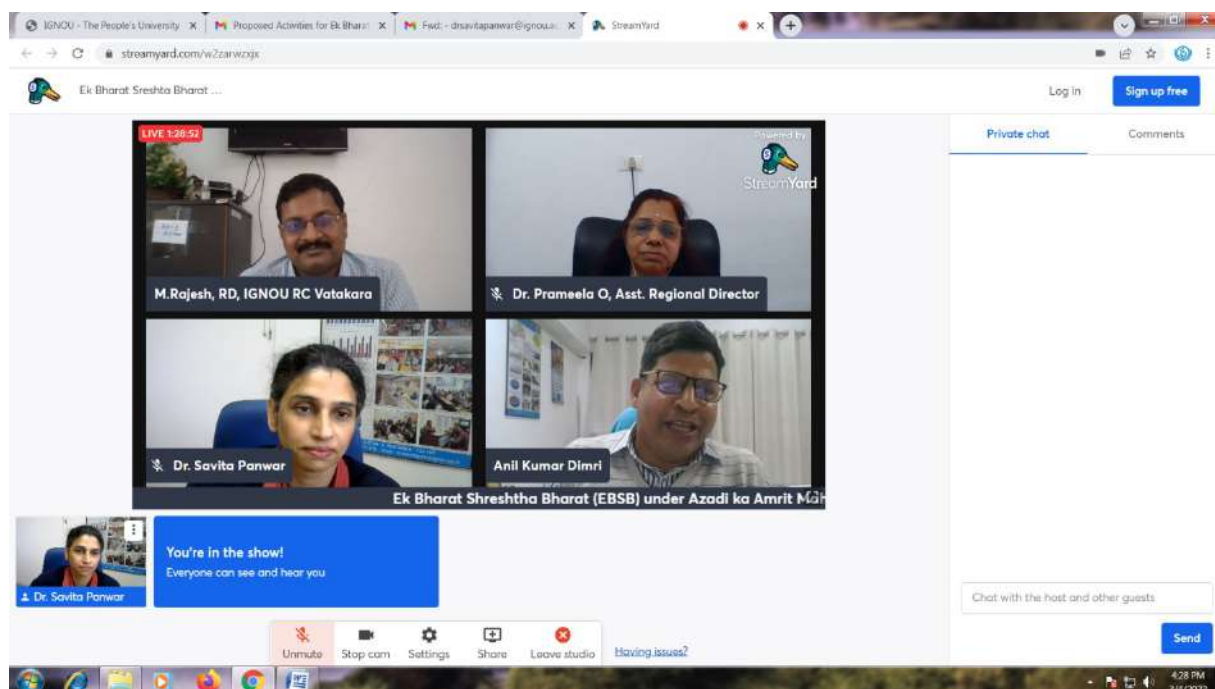 IGNOU - The People's University
Proposed Activities for Ek Bharat
Fwd: - drsavitapanwar@ignou.ac
StreamYard
streamyard.com/w2zarwzxjx
Ek Bharat Sreshta Bharat ...
Log in
Sign up free
LIVE 1:28:52
Powered by
StreamYard
Private chat
Comments
M.Rajesh, RD, IGNOU RC Vatakara
Dr. Prameela O, Asst. Regional Director
Dr. Savita Panwar
Anil Kumar Dimri
Ek Bharat Shreshtha Bharat (EBSB) under Azadi ka Amrit
You're in the show!
Everyone can see and hear you
Dr. Savita Panwar
Chat with the host and other guests
Send
Unmute
Stop cam
Settings
Share
Leave studio
Having issues?
4:28 PM